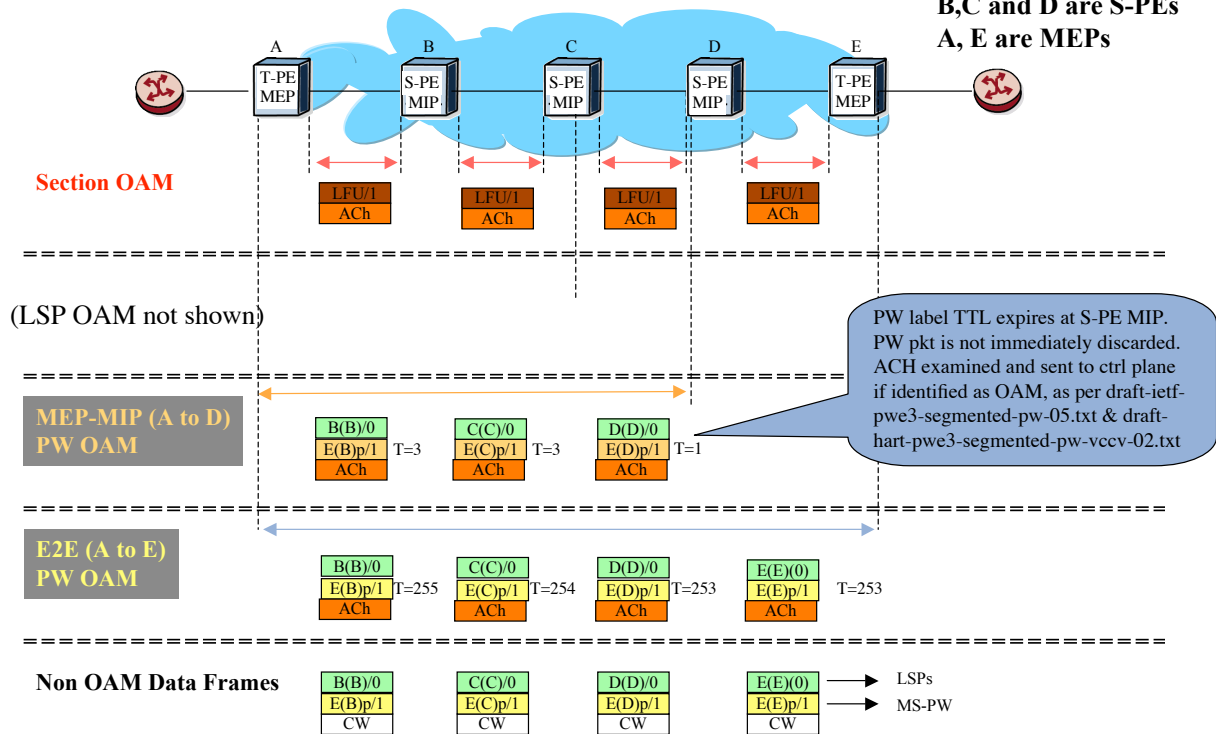 B,C and D are S-PEs
A, E are MEPs
A
B
C
D
E
T-PE
MEP
S-PE
MIP
S-PE
MIP
S-PE
MIP
T-PE
MEP
Section OAM
LFU/1
ACh
LFU/1
ACh
LFU/1
ACh
LFU/1
ACh
(LSP OAM not shown)
PW label TTL expires at S-PE MIP.
PW pkt is not immediately discarded.
ACH examined and sent to ctrl plane
if identified as OAM, as per draft-ietf-
pwe3-segmented-pw-05.txt & draft-
hart-pwe3-segmented-pw-vccv-02.txt
MEP-MIP (A to D)
PW OAM
B(B)/0
E(B)p/1 T=3
ACh
C(C)/0
E(C)p/1 T=3
ACh
D(D)/0
E(D)p/1 T=1
ACh
E2E (A to E)
PW OAM
B(B)/0
E(B)p/1 T=255
ACh
C(C)/0
E(C)p/1 T=254
ACh
D(D)/0
E(D)p/1 T=253
ACh
E(E)(0)
E(E)p/1 T=253
ACh
Non OAM Data Frames
B(B)/0
E(B)p/1
CW
C(C)/0
E(C)p/1
CW
D(D)/0
E(D)p/1
CW
E(E)(0)
E(E)p/1
CW
LSPs
MS-PW